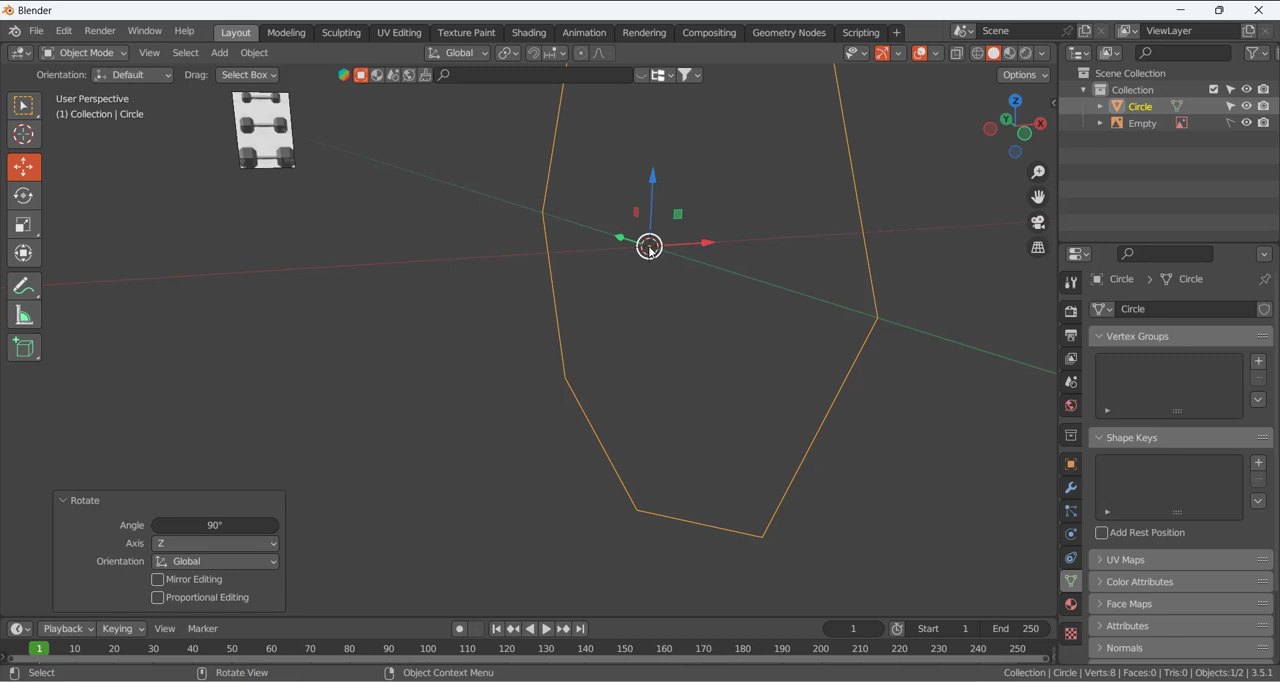 Blender
File Edit Render Window Help Layout Modeling Sculpting UV Editing Texture Paint Shading Animation Rendering Compositing Geometry Nodes Scripting + Scene ViewLayer
Object Mode View Select Add Object Global
Orientation: Default Drag: Select Box Options
User Perspective
(1) Collection | Circle
Z
Y
X
Scene Collection
Collection
Circle
Empty
Circle > Circle
Circle
Vertex Groups
Shape Keys
Add Rest Position
UV Maps
Color Attributes
Face Maps
Attributes
Normals
Rotate
Angle 90°
Axis Z
Orientation Global
Mirror Editing
Proportional Editing
Playback Keying View Marker 1 Start 1 End 250
1 10 20 30 40 50 60 70 80 90 100 110 120 130 140 150 160 170 180 190 200 210 220 230 240 250
Select Rotate View Object Context Menu Collection | Circle | Verts:8 | Faces:0 | Tris:0 | Objects:1/2 | 3.5.1